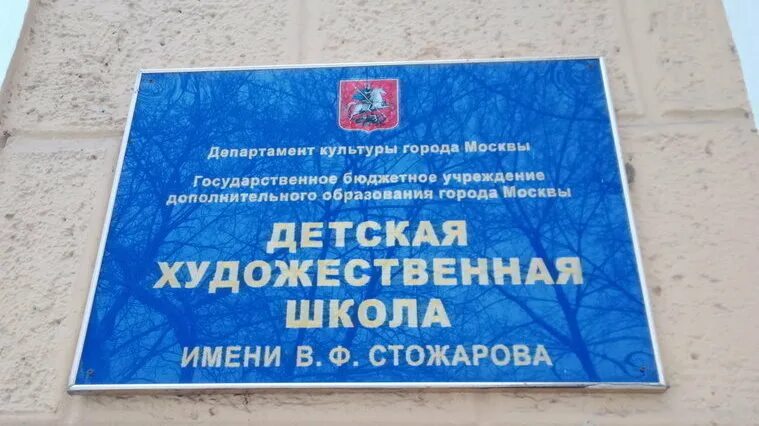 Департамент культуры города Москвы
Государственное бюджетное учреждение
дополнительного образования города Москвы
ДЕТСКАЯ
ХУДОЖЕСТВЕННАЯ
ШКОЛА
ИМЕНИ В. Ф. СТОЖАРОВА